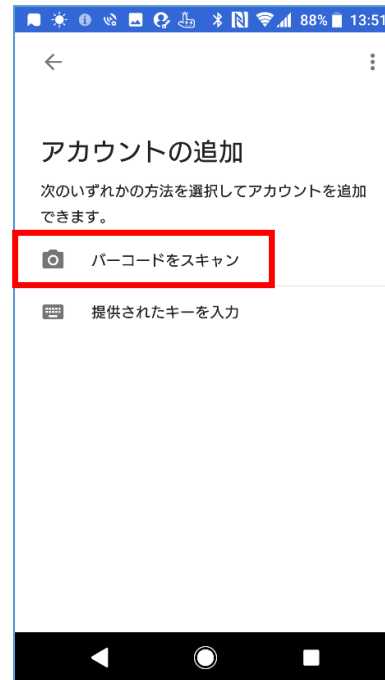 88% 13:51
アカウントの追加
次のいずれかの方法を選択してアカウントを追加
できます。
バーコードをスキャン
提供されたキーを入力